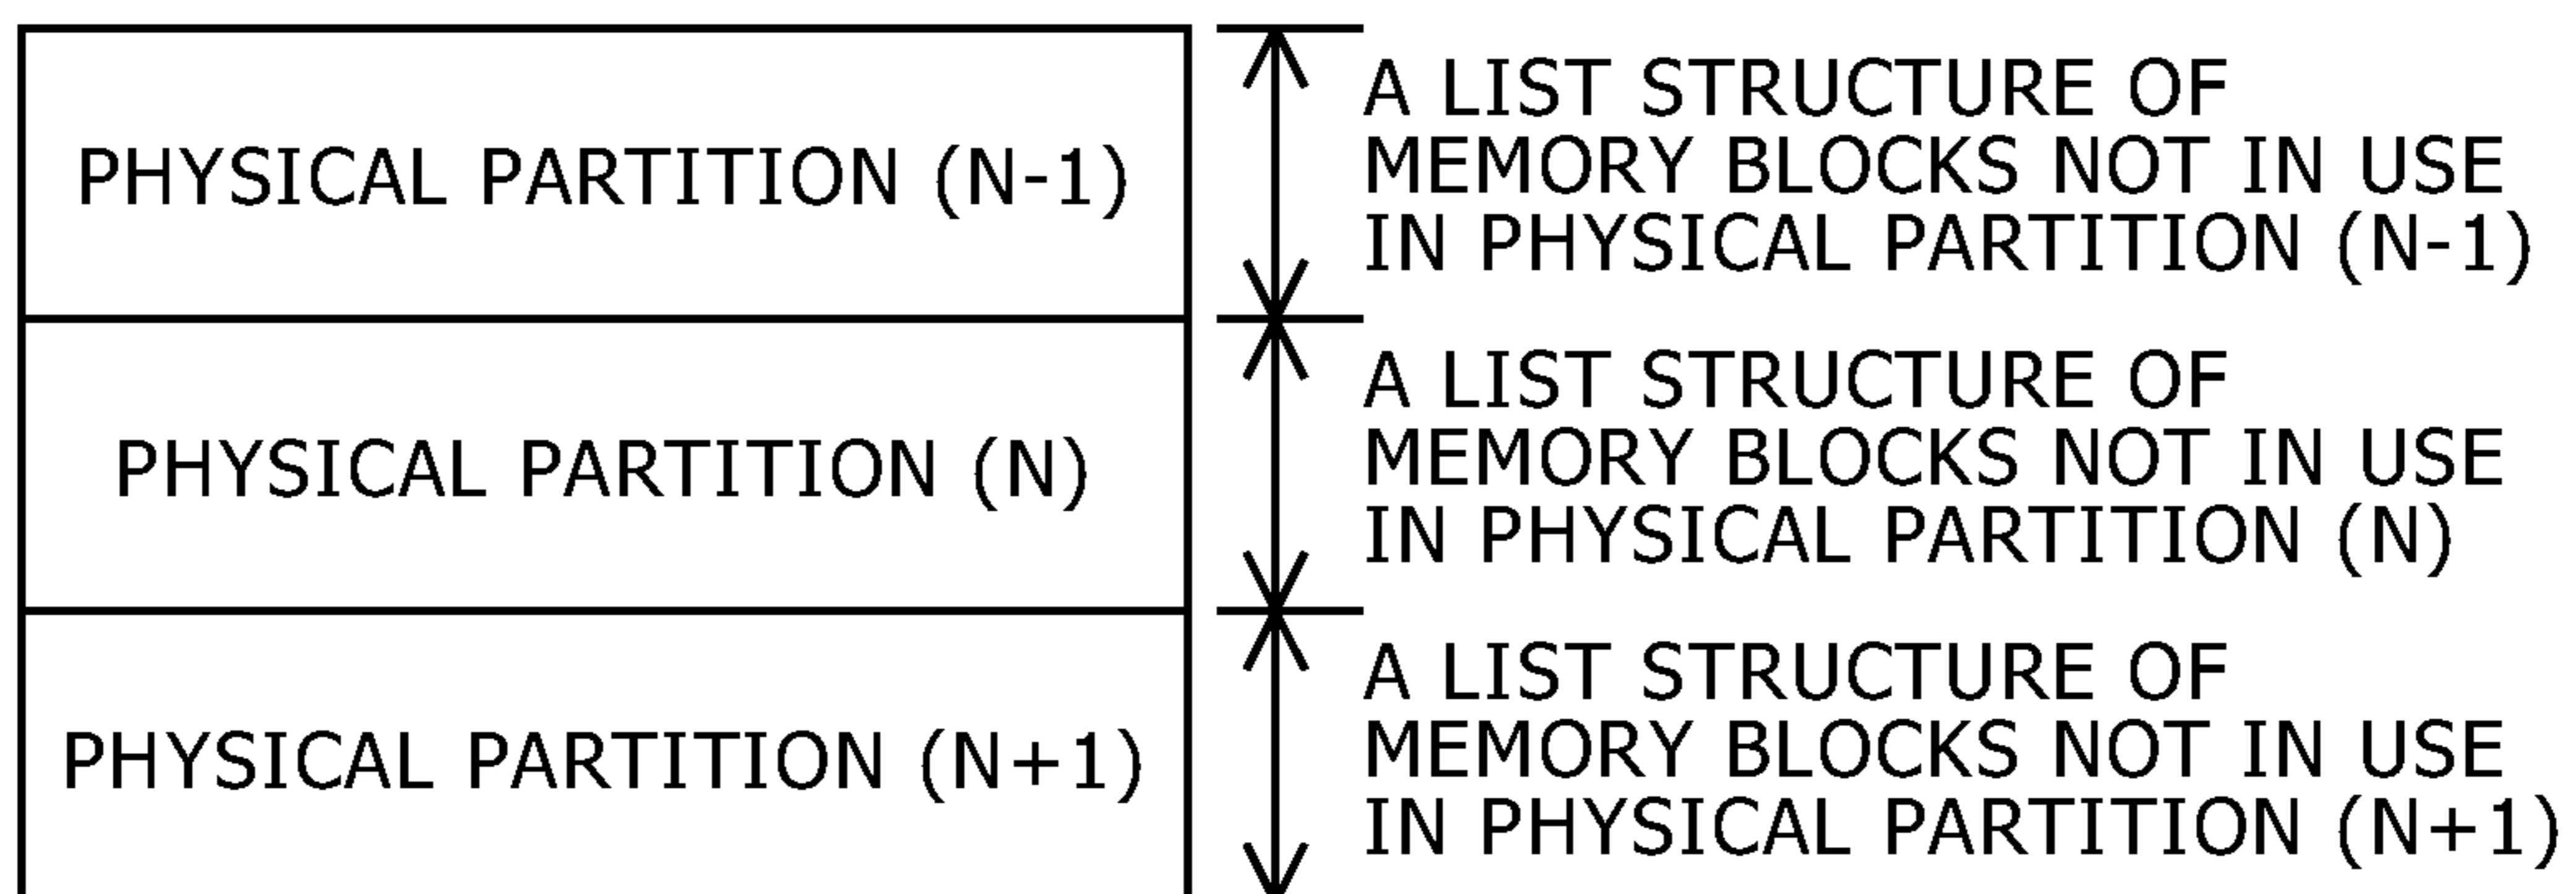 PHYSICAL PARTITION (N-1)
A LIST STRUCTURE OF
MEMORY BLOCKS NOT IN USE
IN PHYSICAL PARTITION (N-1)
PHYSICAL PARTITION (N)
A LIST STRUCTURE OF
MEMORY BLOCKS NOT IN USE
IN PHYSICAL PARTITION (N)
PHYSICAL PARTITION (N+1)
A LIST STRUCTURE OF
MEMORY BLOCKS NOT IN USE
IN PHYSICAL PARTITION (N+1)